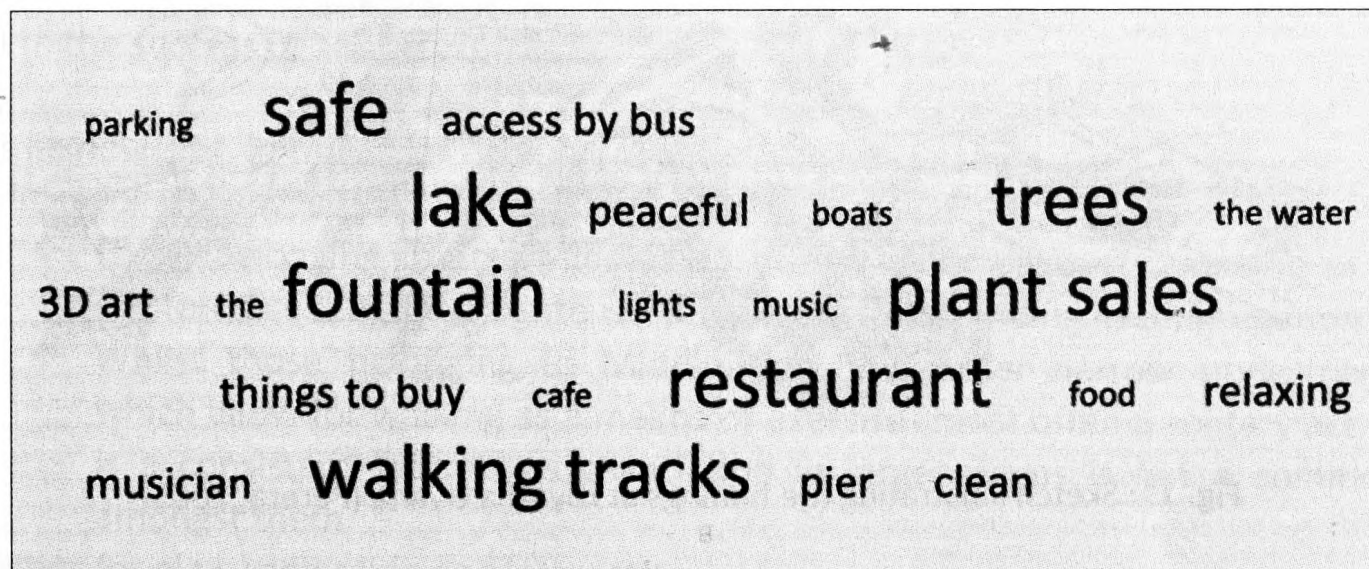 parking safe access by bus
lake peaceful boats trees the water
3D art the fountain lights music plant sales
things to buy cafe restaurant food relaxing
musician walking tracks pier clean